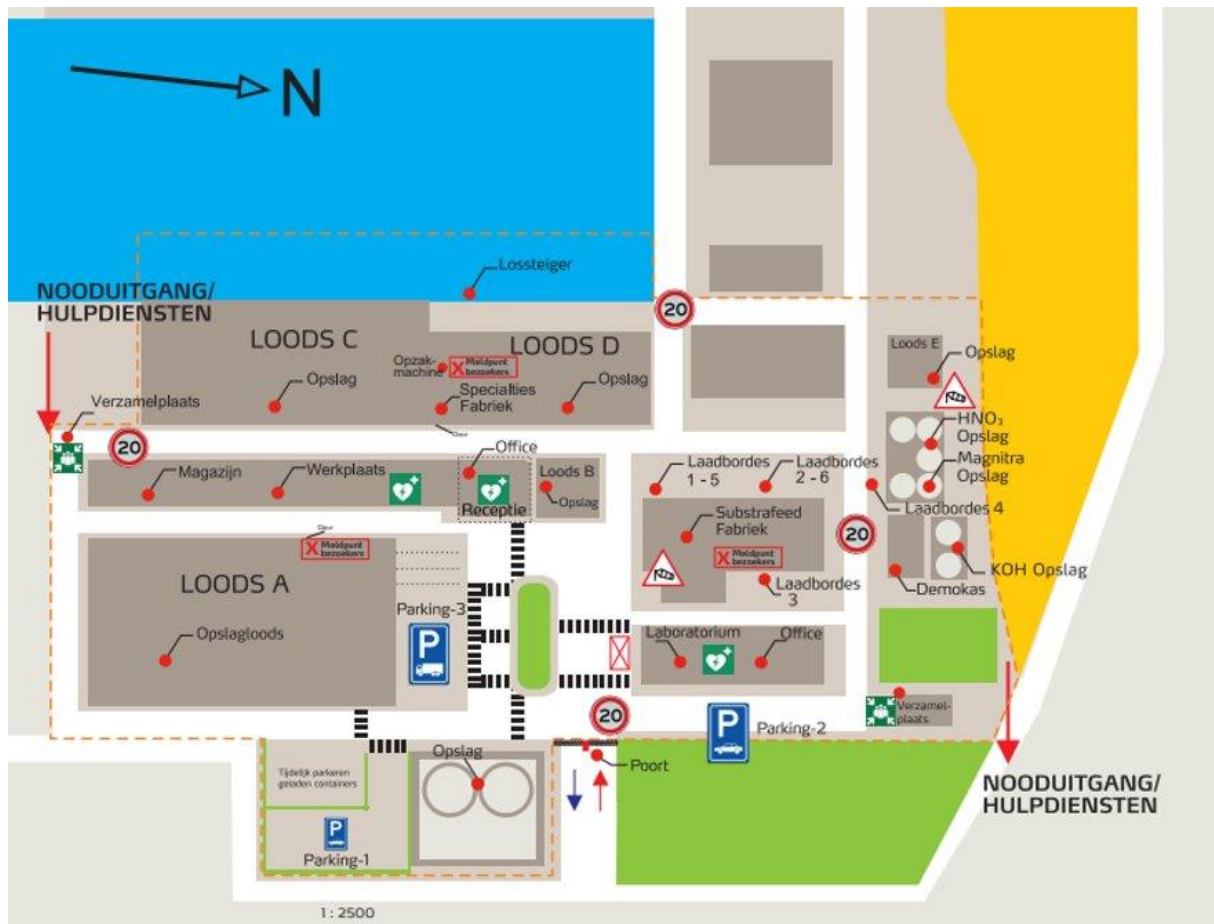 N
Lossteiger
NOODUITGANG/
HULPDIENSTEN
20
LOODS C
LOODS D
Loods E
Opslag
Opzak-
machine
X Meldpunt
bezoekers
Opslag
Specialties
Fabriek
Opslag
Verzamelplaats
HNO₃
Opslag
Deur
20
Office
Magnitra
Opslag
Magazijn
Werkplaats
Loods B
Opslag
Receptie
Laadbordes
1 - 5
Laadbordes
2 - 6
Laadbordes 4
Substrafeed
Fabriek
20
Deur
X Meldpunt
bezoekers
X Meldpunt
bezoekers
LOODS A
KOH Opslag
Laadbordes
3
Demokas
Parking-3
P
Opslagloods
Laboratorium
Office
20
P
Parking-2
Verzamel-
plaats
Opslag
Poort
Tijdelijk parkeren
geladen containers
P
Parking-1
NOODUITGANG/
HULPDIENSTEN
1 : 2500